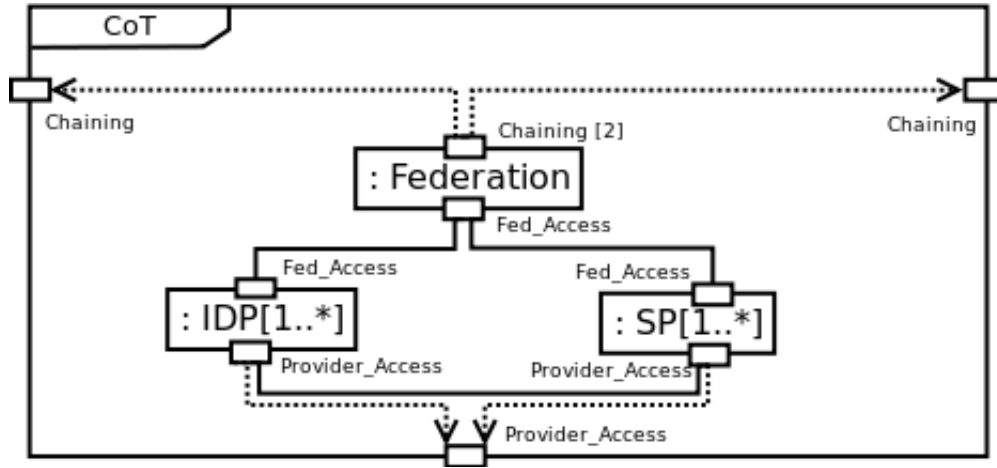 CoT
Chaining
Chaining
Chaining [2]
: Federation
Fed_Access
Fed_Access
Fed_Access
: IDP[1..*]
: SP[1..*]
Provider_Access
Provider_Access
Provider_Access